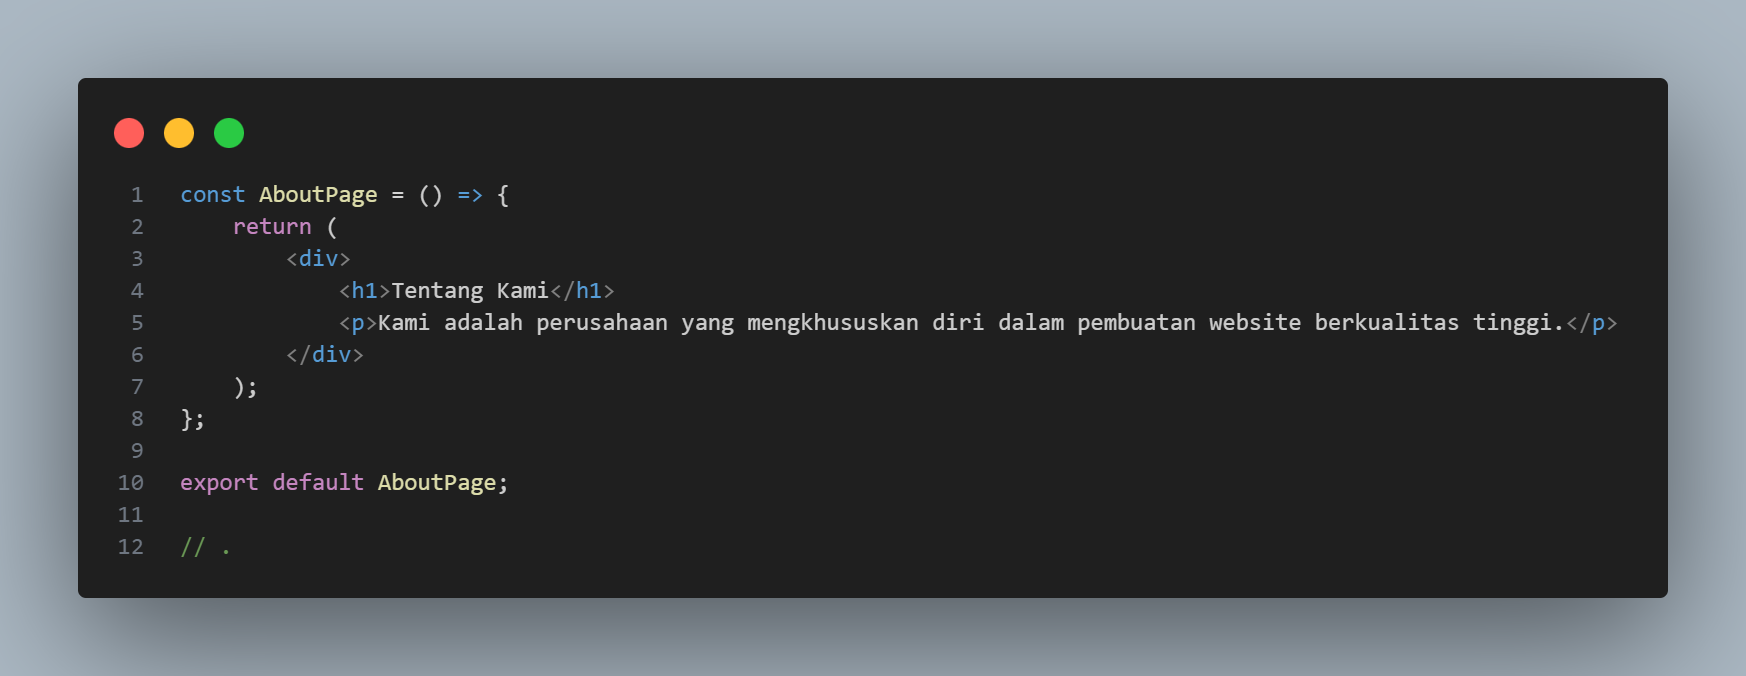 1 const AboutPage = () => {
2 return (
3 <div>
4 <h1>Tentang Kami</h1>
5 <p>Kami adalah perusahaan yang mengkhususkan diri dalam pembuatan website berkualitas tinggi.</p>
6 </div>
7 );
8 };
9
10 export default AboutPage;
11
12 // .